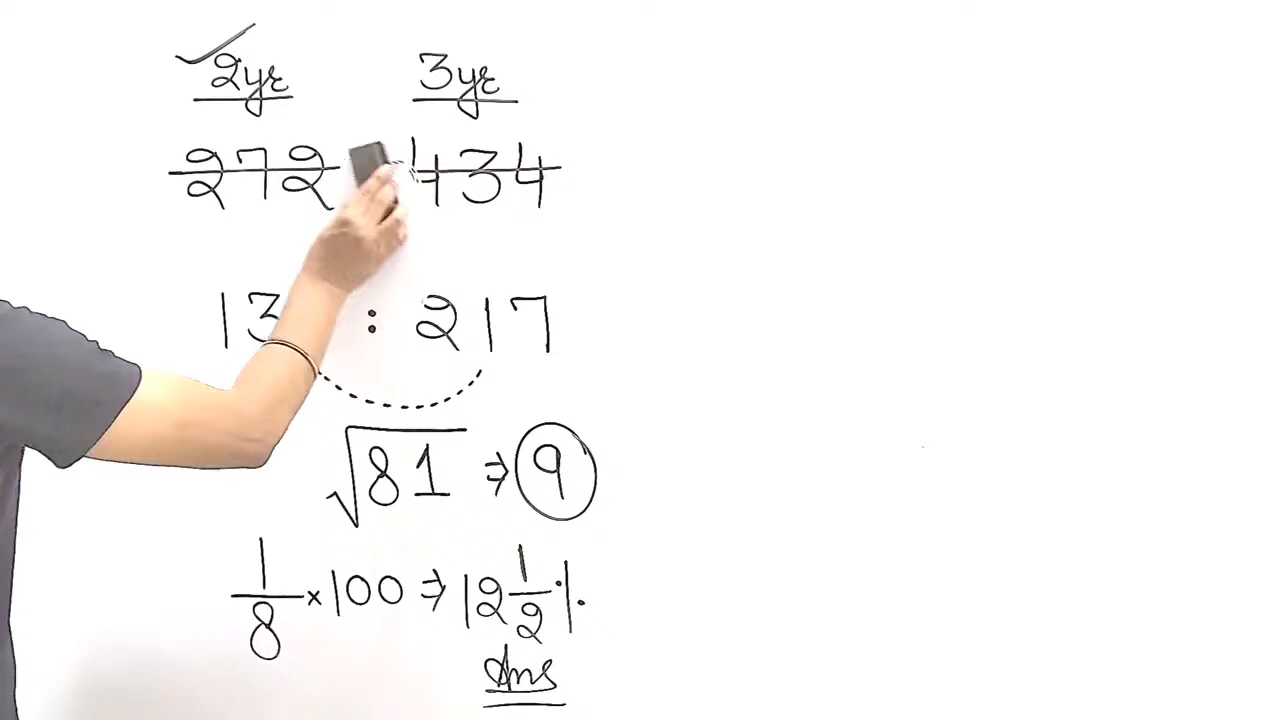 2yr 3yr
272 434
13 : 217
√81 ⇒ 9
1/8 × 100 ⇒ 12 1/2 %.
Ans